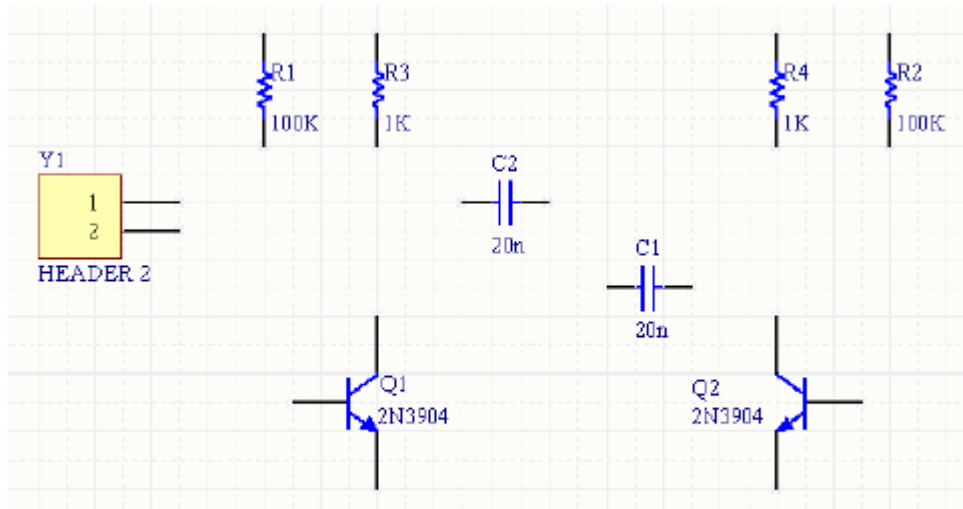 R1
R3
R4
R2
100K
1K
1K
100K
Y1
C2
1
2
20n
C1
HEADER 2
20n
Q1
Q2
2N3904
2N3904